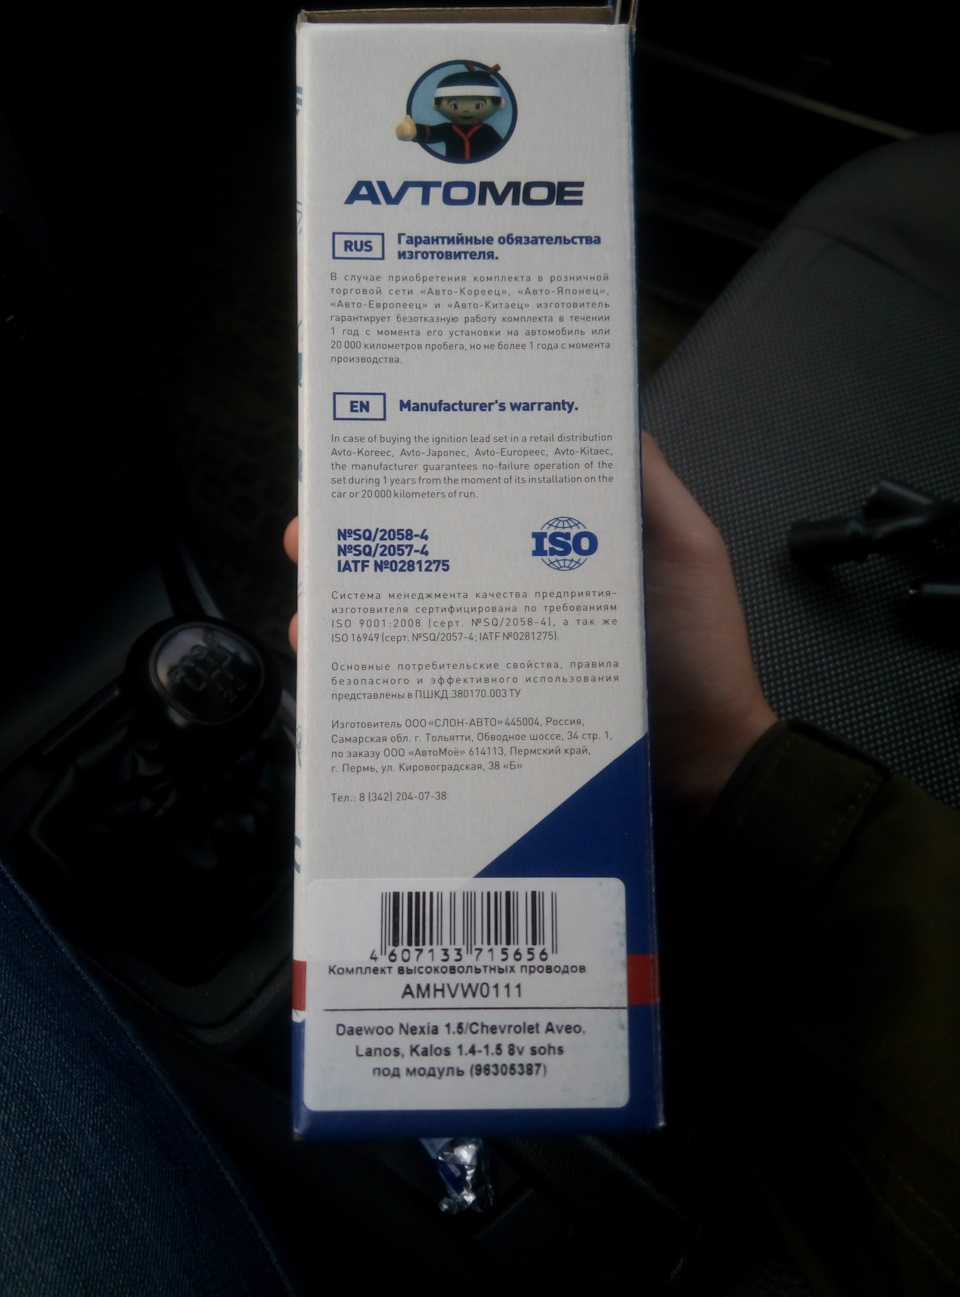 AVTOMOE
RUS
Гарантийные обязательства
изготовителя.
В случае приобретения комплекта в розничной
торговой сети «Авто-Кореец», «Авто-Японец»,
«Авто-Европеец» и «Авто-Китаец» изготовитель
гарантирует безотказную работу комплекта в течении
1 год с момента его установки на автомобиль или
20 000 километров пробега, но не более 1 года с момента
производства.
EN
Manufacturer's warranty.
In case of buying the ignition lead set in a retail distribution
Avto-Koreec, Avto-Japonec, Avto-Europeec, Avto-Kitaec,
the manufacturer guarantees no-failure operation of the
set during 1 years from the moment of its installation on the
car or 20 000 kilometers of run.
№SQ/2058-4
№SQ/2057-4
IATF №0281275
ISO
Система менеджмента качества предприятия-
изготовителя сертифицирована по требованиям
ISO 9001:2008 (серт. №SQ/2058-4), а так же
ISO 16949 (серт. №SQ/2057-4; IATF №0281275).
Основные потребительские свойства, правила
безопасного и эффективного использования
представлены в ПШКД.380170.003 ТУ
Изготовитель ООО «СЛОН-АВТО» 445004, Россия,
Самарская обл. г. Тольятти, Обводное шоссе, 34 стр. 1,
по заказу ООО «АвтоМоё» 614113, Пермский край,
г. Пермь, ул. Кировоградская, 38 «Б»
Тел.: 8 (342) 204-07-38
4 607133 715656
Комплект высоковольтных проводов
AMHVW0111
Daewoo Nexia 1.5/Chevrolet Aveo,
Lanos, Kalos 1.4-1.5 8v sohs
под модуль (96305387)